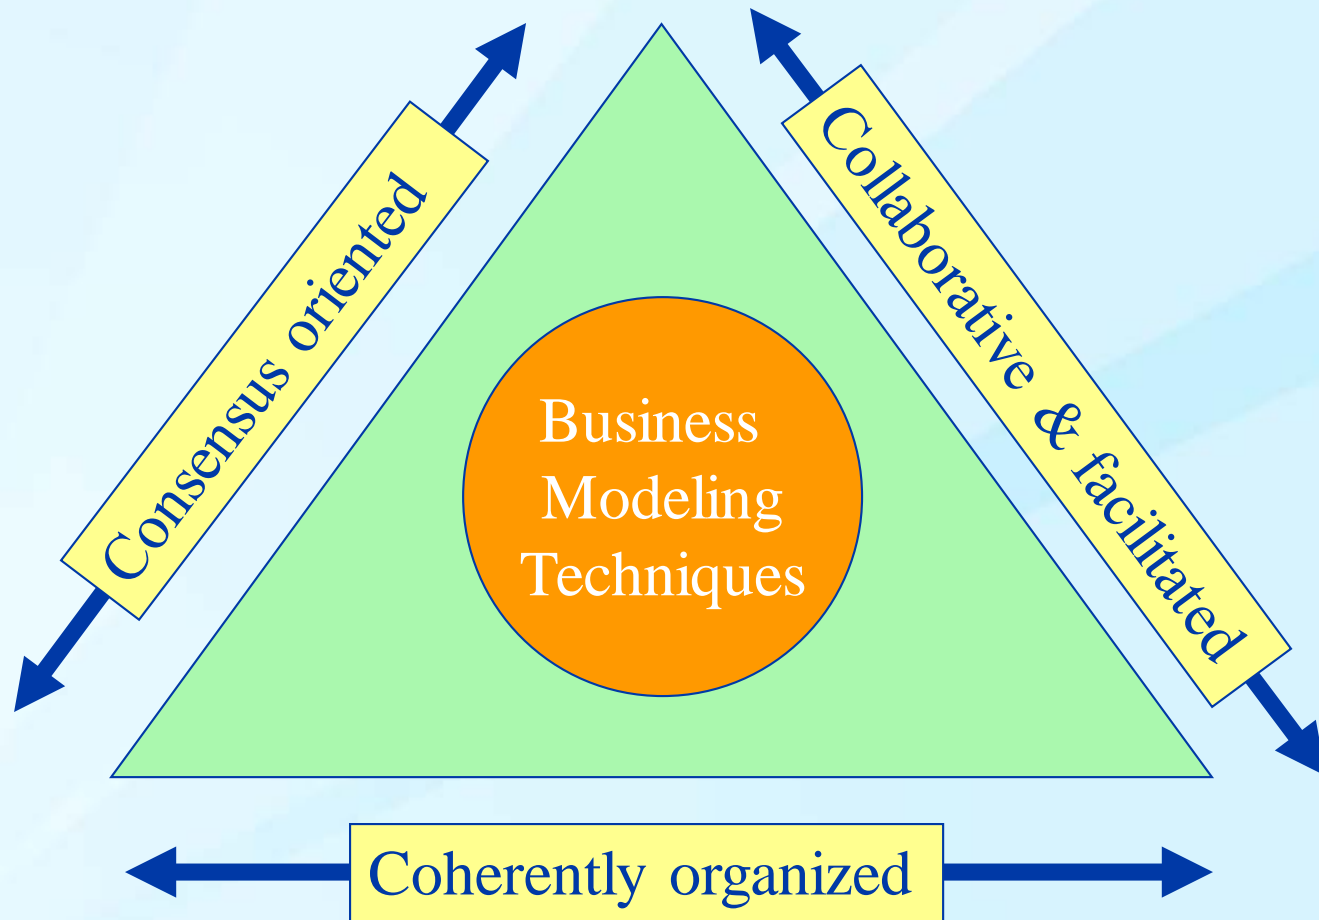 Consensus oriented
Collaborative & facilitated
Business
Modeling
Techniques
Coherently organized